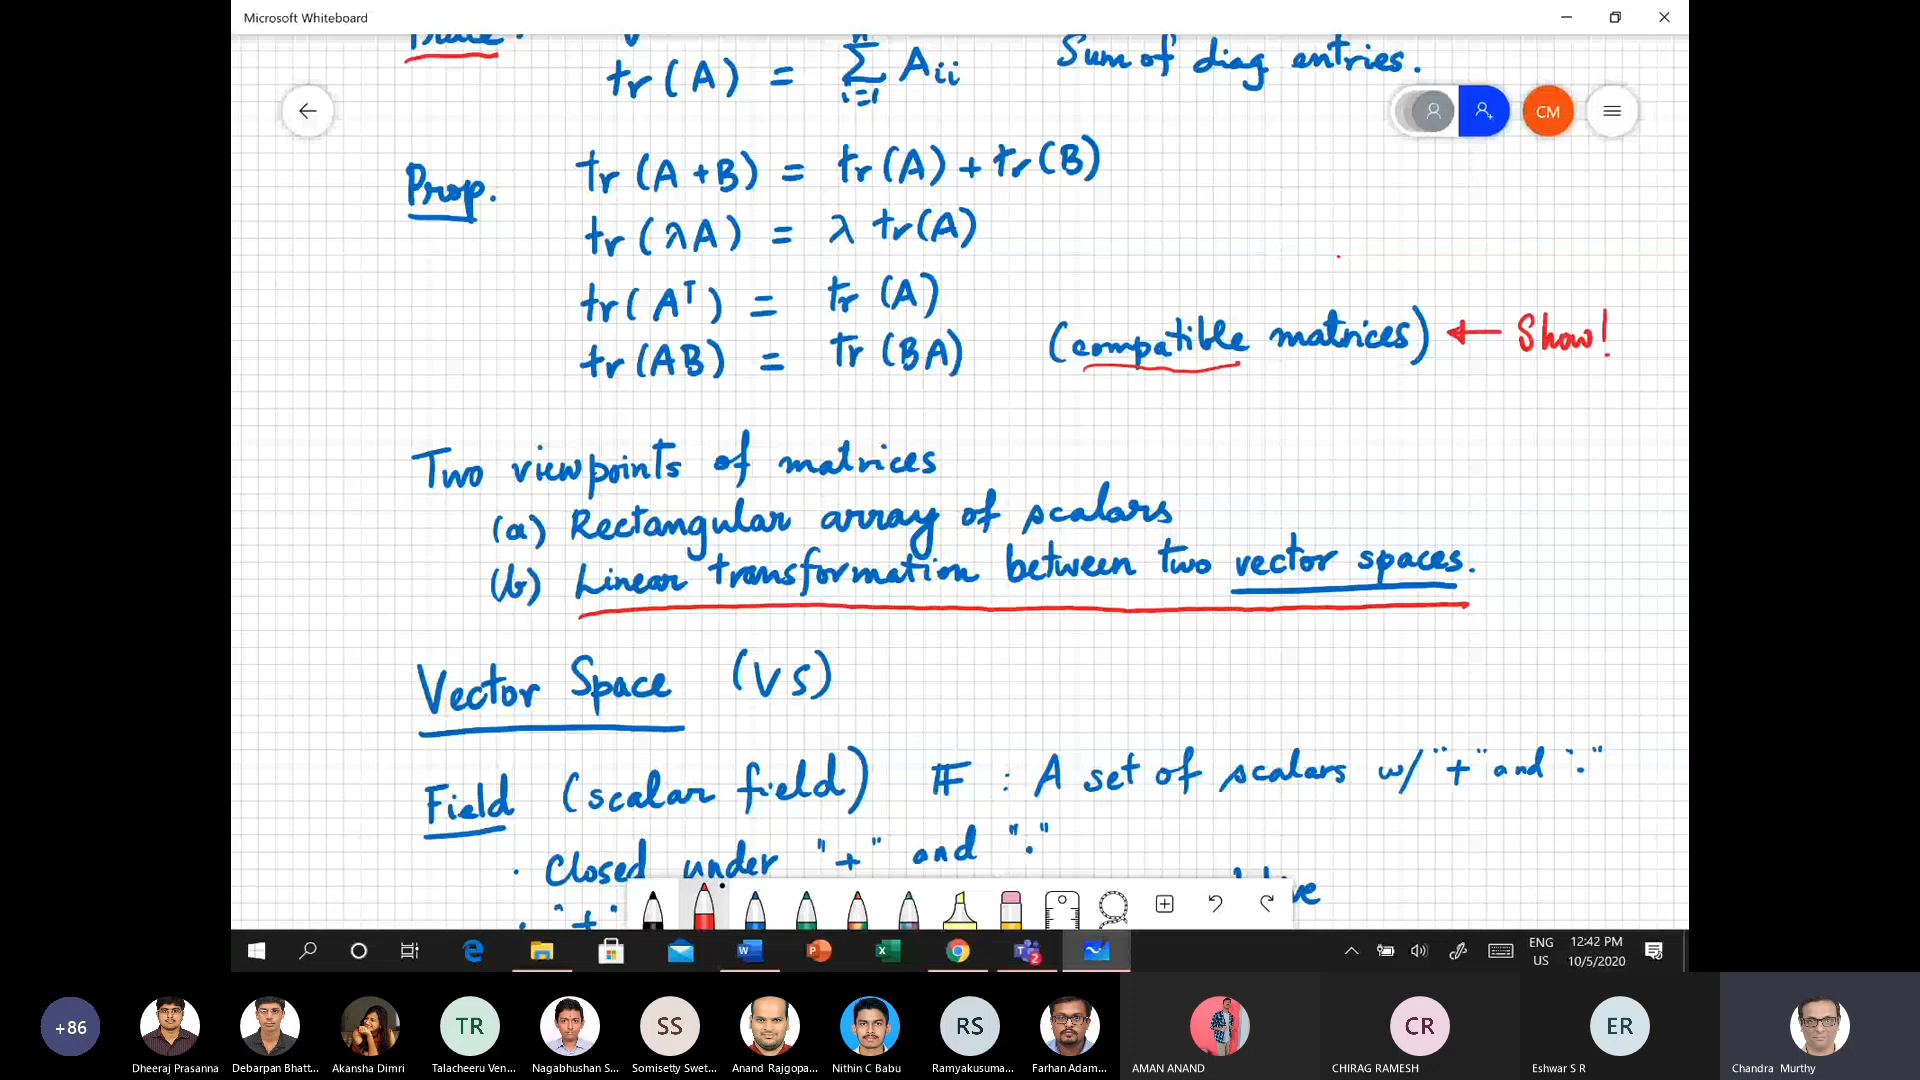 Microsoft Whiteboard
Trace :
tr(A) = n Σ i=1 Aii Sum of diag entries.
CM
Prop. tr(A+B) = tr(A) + tr(B)
tr(λA) = λ tr(A)
tr(Aᵀ) = tr(A)
tr(AB) = tr(BA) (compatible matrices) ← Show!
Two viewpoints of matrices
(a) Rectangular array of scalars
(b) Linear transformation between two vector spaces.
Vector Space (VS)
Field (scalar field) 𝔽 : A set of scalars w/ "+" and "·"
· Closed under "+" and "·"
· "+"
ENG
US
12:42 PM
10/5/2020
2
+86
TR
SS
RS
CR
ER
Dheeraj Prasanna
Debarpan Bhatt...
Akansha Dimri
Talacheeru Ven...
Nagabhushan S...
Somisetty Swet...
Anand Rajgopa...
Nithin C Babu
Ramyakusuma...
Farhan Adam...
AMAN ANAND
CHIRAG RAMESH
Eshwar S R
Chandra Murthy